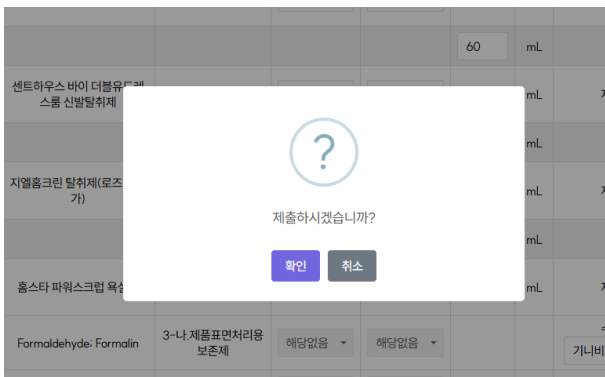 60 mL
센트하우스 바이 더블유드레
스룸 신발탈취제
mL
mL
지엘홈크린 탈취제(로즈
가)
mL
?
제출하시겠습니까?
확인 취소
mL
홈스타 파워스크럽 욕실
mL
Formaldehyde; Formalin
3-나.제품표면처리용
보존제
해당없음 해당없음
기니비